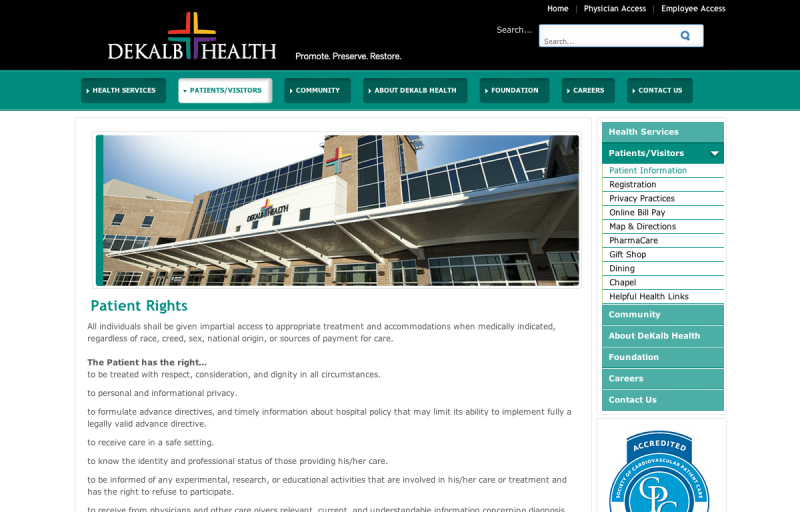 Home | Physician Access | Employee Access
DEKALB HEALTH
Promote. Preserve. Restore.
Search...
Search...
HEALTH SERVICES
PATIENTS/VISITORS
COMMUNITY
ABOUT DEKALB HEALTH
FOUNDATION
CAREERS
CONTACT US
DEKALB HEALTH
Patient Rights
All individuals shall be given impartial access to appropriate treatment and accommodations when medically indicated,
regardless of race, creed, sex, national origin, or sources of payment for care.
The Patient has the right...
to be treated with respect, consideration, and dignity in all circumstances.
to personal and informational privacy.
to formulate advance directives, and timely information about hospital policy that may limit its ability to implement fully a
legally valid advance directive.
to receive care in a safe setting.
to know the identity and professional status of those providing his/her care.
to be informed of any experimental, research, or educational activities that are involved in his/her care or treatment and
has the right to refuse to participate.
to receive from physicians and other care givers relevant, current, and understandable information concerning diagnosis,
Health Services
Patients/Visitors
Patient Information
Registration
Privacy Practices
Online Bill Pay
Map & Directions
PharmaCare
Gift Shop
Dining
Chapel
Helpful Health Links
Community
About DeKalb Health
Foundation
Careers
Contact Us
ACCREDITED
SOCIETY OF CARDIOVASCULAR PATIENT CARE
CPC